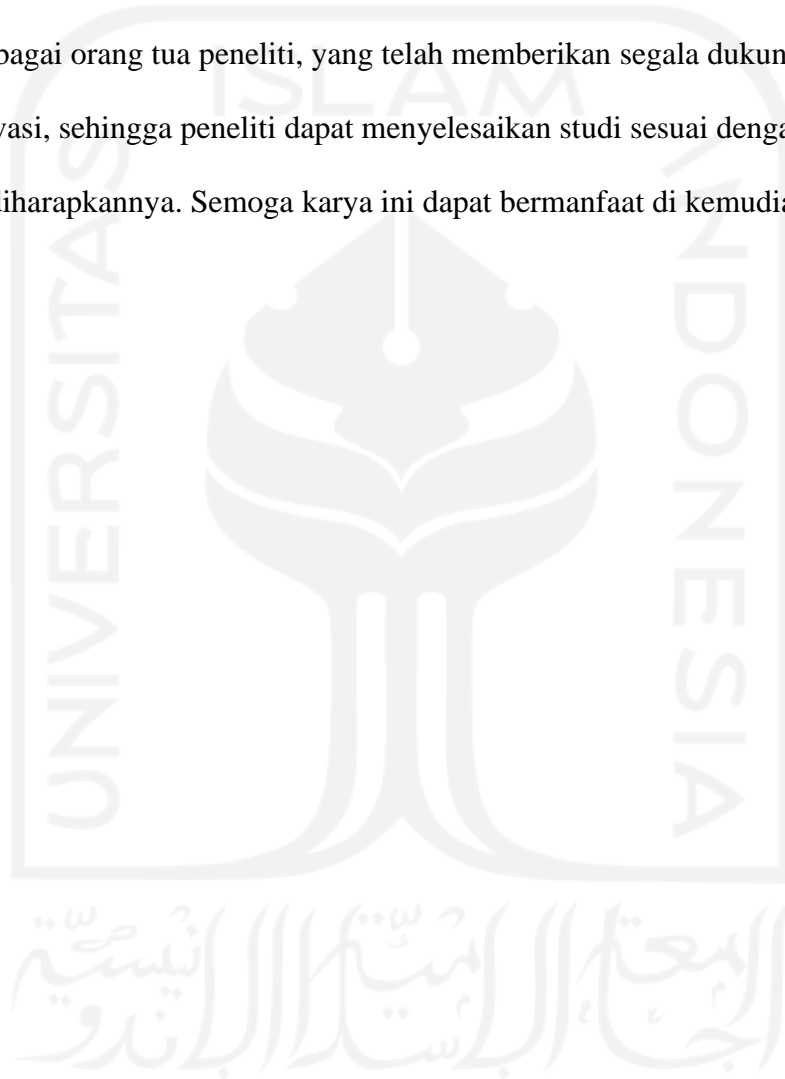 bagai orang tua peneliti, yang telah memberikan segala dukun
vasi, sehingga peneliti dapat menyelesaikan studi sesuai denga
diharapkannya. Semoga karya ini dapat bermanfaat di kemudia
ISLAM
UNIVERSITAS
INDONESIA